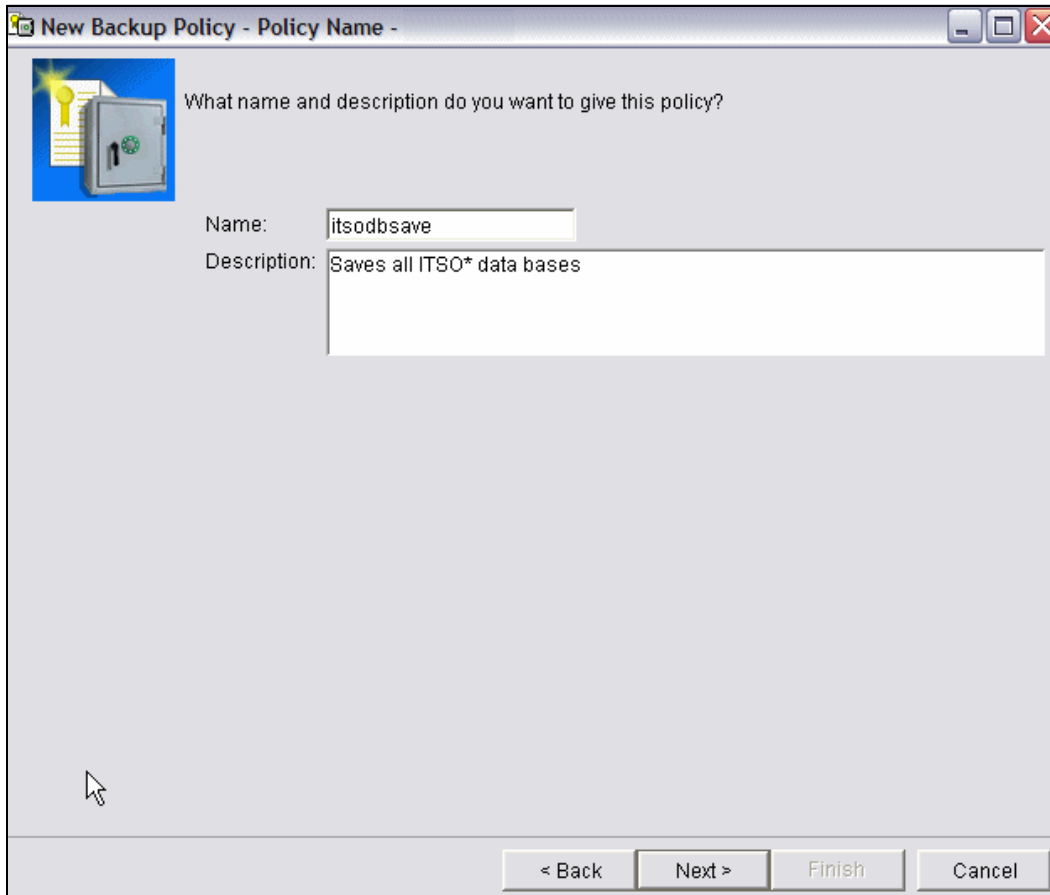 New Backup Policy - Policy Name -
What name and description do you want to give this policy?
Name: itsodbsave
Description: Saves all ITSO* data bases
< Back Next > Finish Cancel